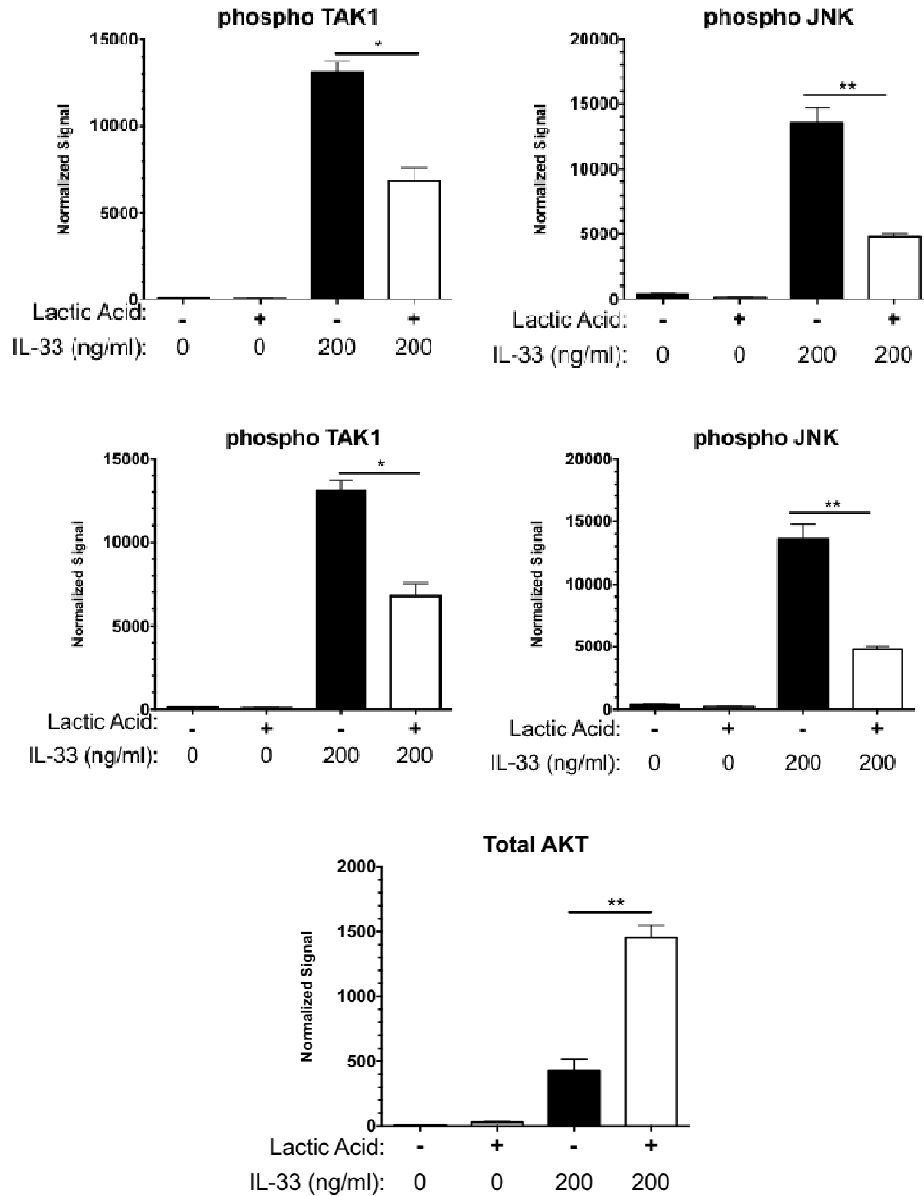 phospho TAK1
15000
10000
5000
0
Normalized Signal
*
Lactic Acid: - + - +
IL-33 (ng/ml): 0 0 200 200
phospho JNK
20000
15000
10000
5000
0
Normalized Signal
**
Lactic Acid: - + - +
IL-33 (ng/ml): 0 0 200 200
phospho TAK1
15000
10000
5000
0
Normalized Signal
*
Lactic Acid: - + - +
IL-33 (ng/ml): 0 0 200 200
phospho JNK
20000
15000
10000
5000
0
Normalized Signal
**
Lactic Acid: - + - +
IL-33 (ng/ml): 0 0 200 200
Total AKT
2000
1500
1000
500
0
Normalized Signal
**
Lactic Acid: - + - +
IL-33 (ng/ml): 0 0 200 200